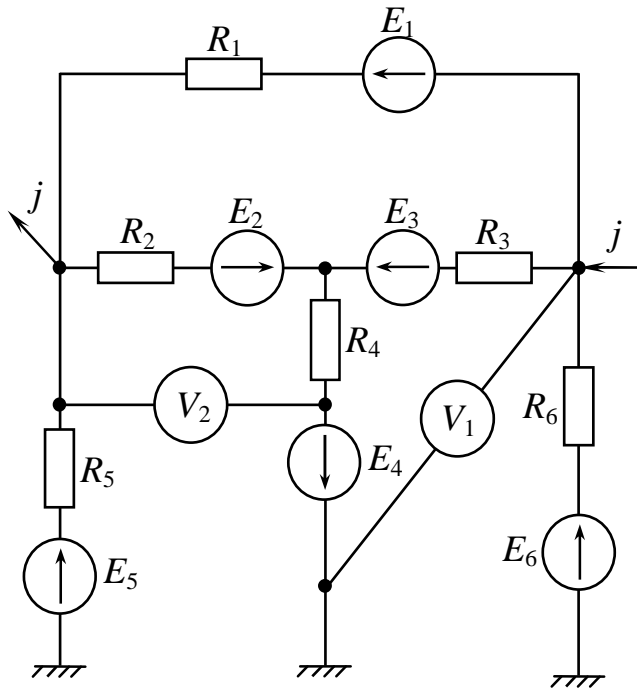 R₁
E₁
j
R₂
E₂
E₃
R₃
j
R₄
V₂
V₁
R₆
R₅
E₄
E₅
E₆